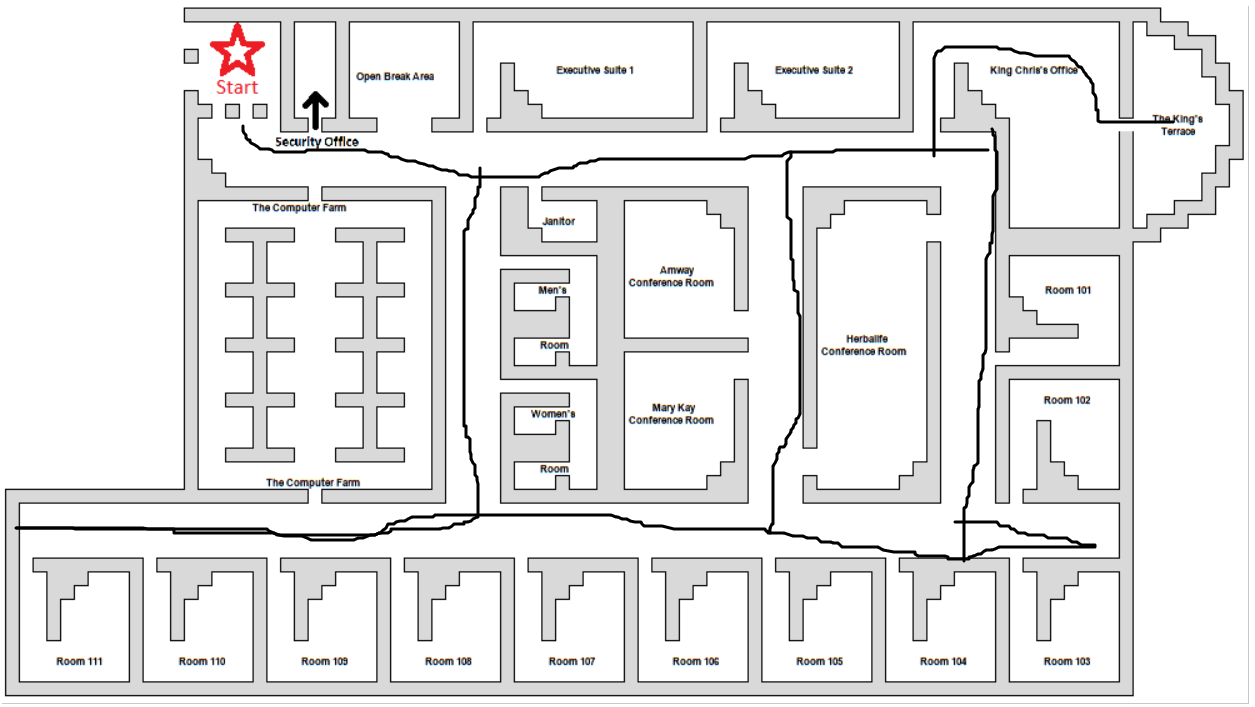 Start
Open Break Area
Executive Suite 1
Executive Suite 2
King Chris's Office
The King's
Terrace
Security Office
The Computer Farm
Janitor
Amway
Conference Room
Men's
Room
Room 101
Herbalife
Conference Room
Women's
Room
Mary Kay
Conference Room
Room 102
The Computer Farm
Room 111
Room 110
Room 109
Room 108
Room 107
Room 106
Room 105
Room 104
Room 103